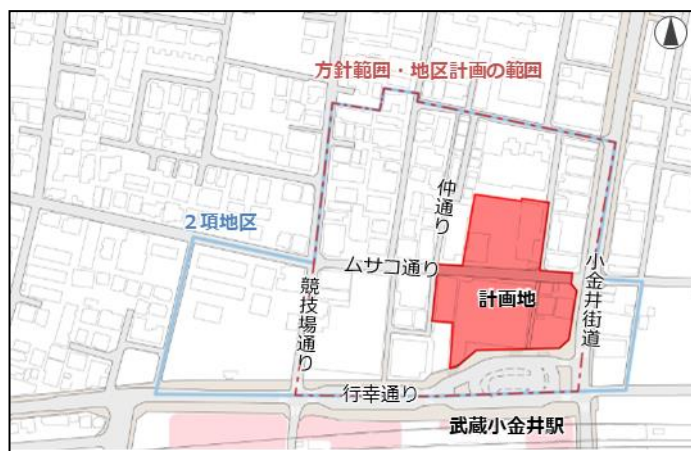 方針範囲・地区計画の範囲
仲通り
２項地区
ムサコ通り
小金井街道
競技場通り
計画地
行幸通り
武蔵小金井駅